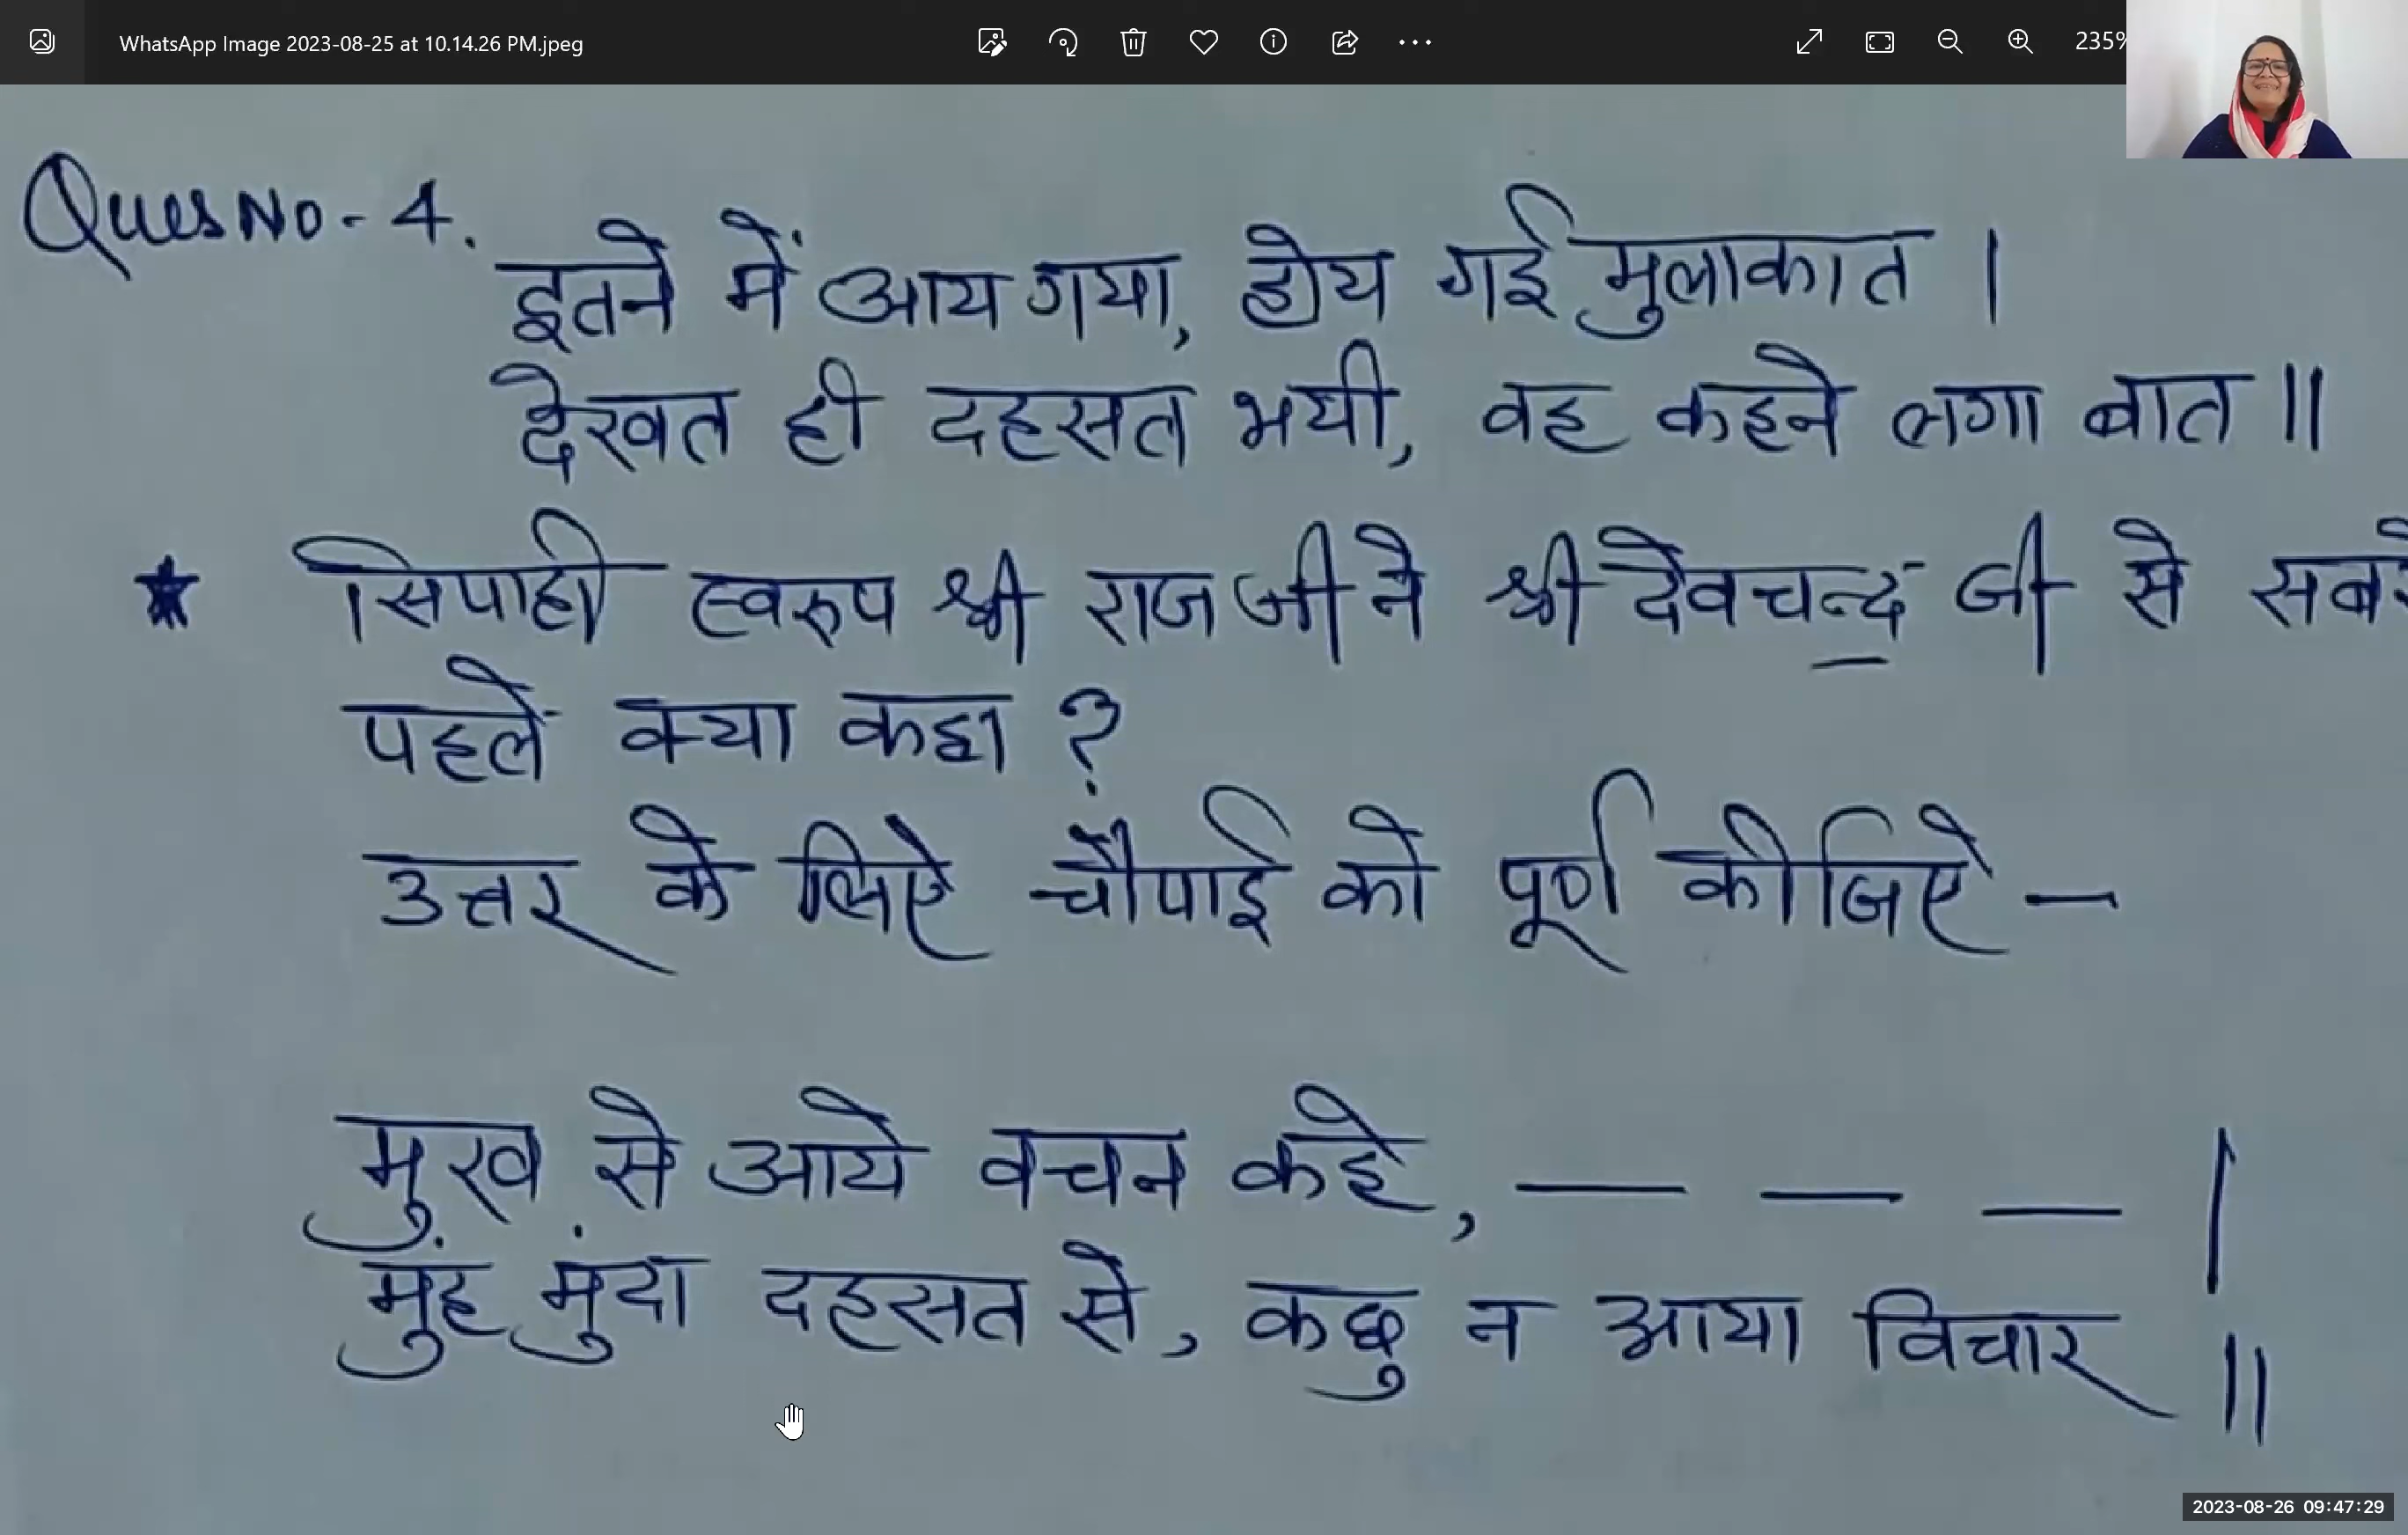 WhatsApp Image 2023-08-25 at 10.14.26 PM.jpeg
235%
Ques No - 4.
इतने में आय गया, होय गई मुलाकात ।
देखत ही दहसत भयी, वह कहने लगा बात ॥
★ सिपाही स्वरूप श्री राज जी ने श्री देवचन्द्र जी से
पहले क्या कहा ?
उत्तर के लिऐ चौपाई को पूर्ण कीजिऐ –
मुख से आये वचन कहे, — — — ।
मुंह मुंदा दहसत से, कछु न आया विचार ॥
2023-08-26 09:47:29